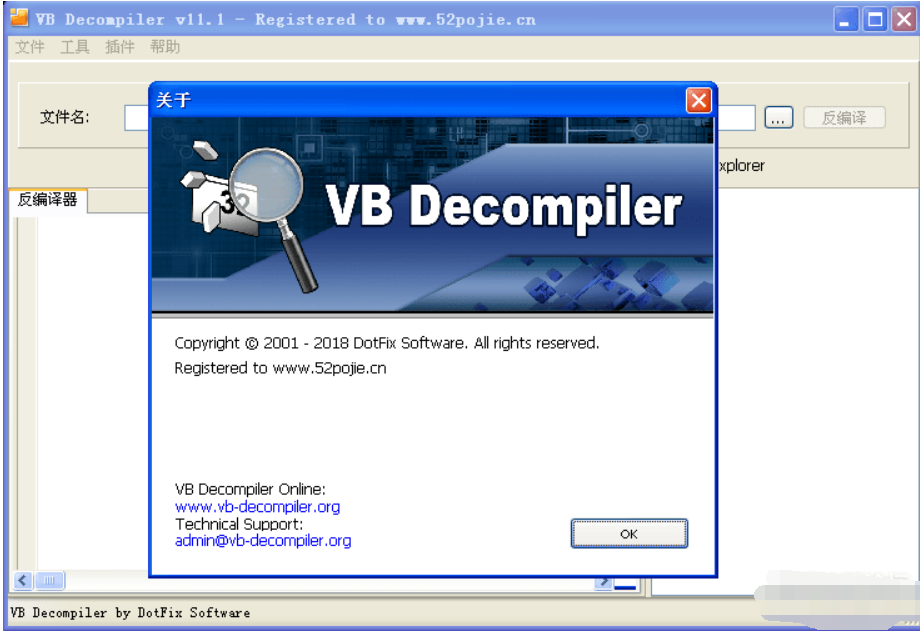 VB Decompiler v11.1 - Registered to www.52pojie.cn
文件 工具 插件 帮助
关于
文件名:
...
反编译
xplorer
反编译器
32
VB Decompiler
Copyright © 2001 - 2018 DotFix Software. All rights reserved.
Registered to www.52pojie.cn
VB Decompiler Online:
www.vb-decompiler.org
Technical Support:
admin@vb-decompiler.org
OK
VB Decompiler by DotFix Software